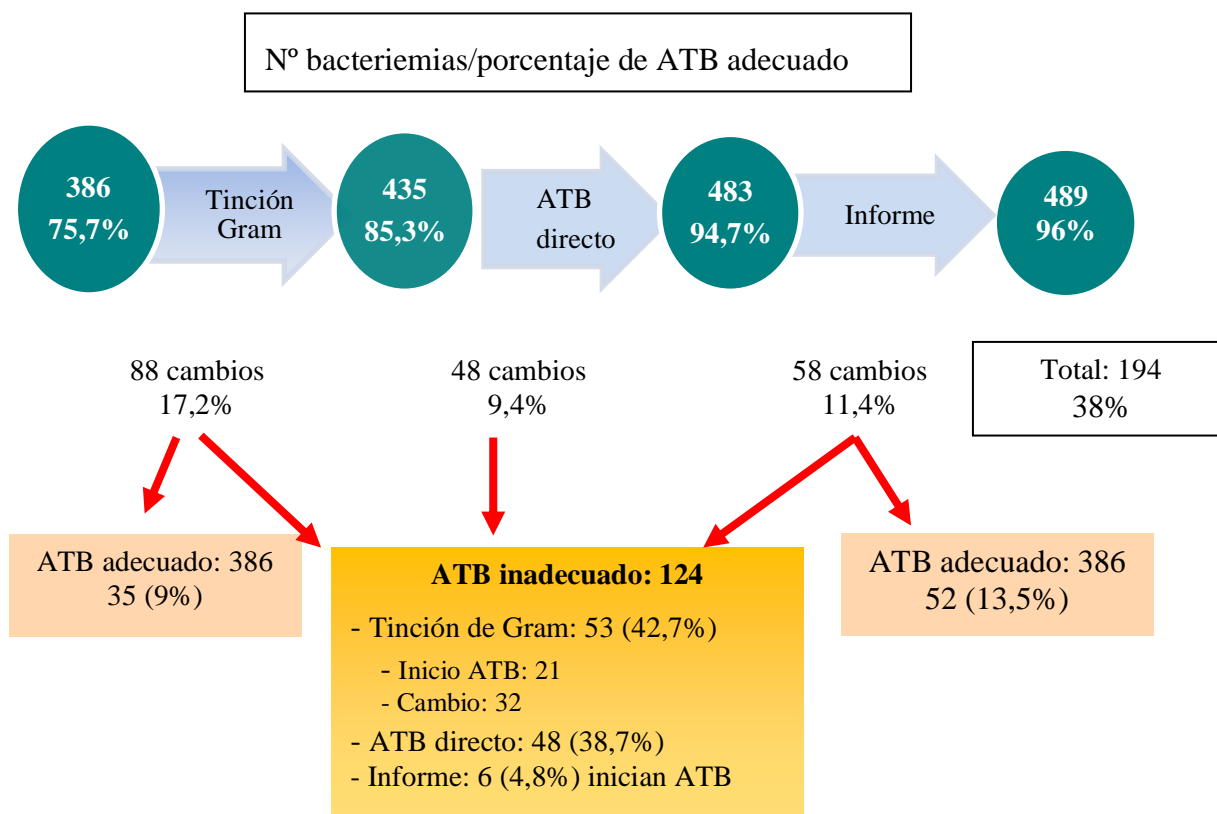 Nº bacteriemias/porcentaje de ATB adecuado
386
75,7%
Tinción
Gram
435
85,3%
ATB
directo
483
94,7%
Informe
489
96%
88 cambios
17,2%
48 cambios
9,4%
58 cambios
11,4%
Total: 194
38%
ATB adecuado: 386
35 (9%)
ATB inadecuado: 124
- Tinción de Gram: 53 (42,7%)
- Inicio ATB: 21
- Cambio: 32
- ATB directo: 48 (38,7%)
- Informe: 6 (4,8%) inician ATB
ATB adecuado: 386
52 (13,5%)